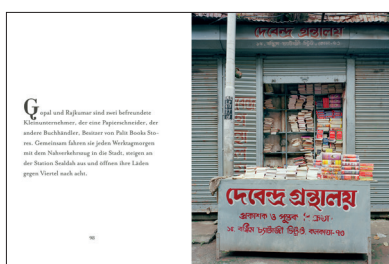 Gopal und Rajkumar sind zwei befreundete
Kleinunternehmer, der eine Papierschneider, der
andere Buchhändler, Besitzer von Palit Books Sto-
res. Gemeinsam fahren sie jeden Werktagmorgen
mit dem Nahverkehrszug in die Stadt, steigen an
der Station Sealdah aus und öffnen ihre Läden
gegen Viertel nach acht.
দেবেন্দ্র গ্রন্থালয়
দেবেন্দ্র গ্রন্থালয়
প্রকাশক ও পুস্তক